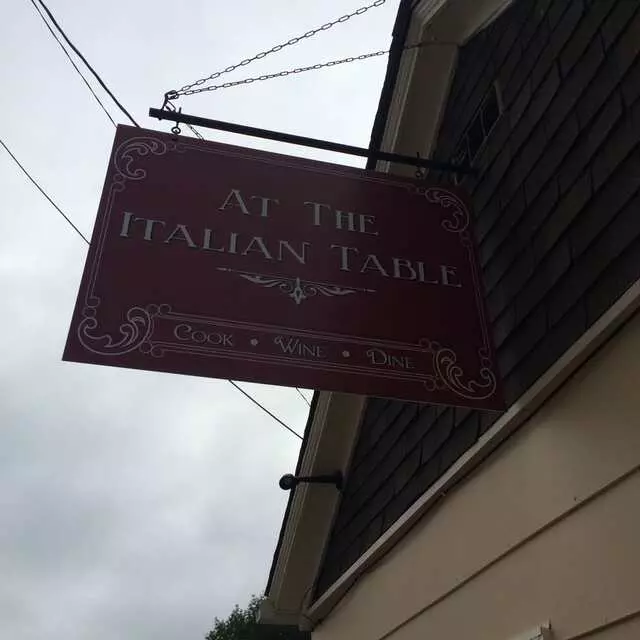 At The
Italian Table
Cook • Wine • Dine